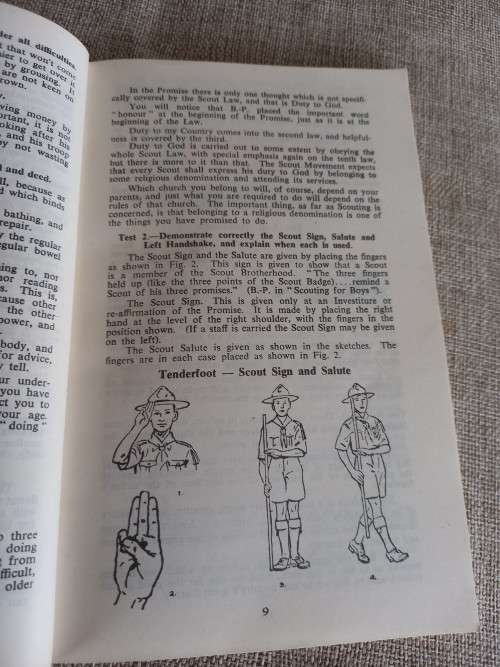 der all difficulties.
that won't come
sier to get over it
by grousing. If
are not keen on
rown.
ving money by
portant, it is not
oking after his
and his troop
by not wasting
and deed.
ll, because as
d which binds
bathing, and
repair.
y the regular
egular bowel
ing to, nor
nor reading
s. This is,
cause other
the other
power, and
body, and
for advice.
y tell.
ur under-
you have
ct you to
your age.
"doing"
o three
doing
from
fficult,
older
In the Promise there is only one thought which is not specifi-
cally covered by the Scout Law, and that is Duty to God.
You will notice that B.-P. placed the important word
"honour" at the beginning of the Promise, just as it is at the
beginning of the Law.
Duty to my Country comes into the second law, and helpful-
ness is covered by the third.
Duty to God is carried out to some extent by obeying the
whole Scout Law, with special emphasis again on the tenth law,
but there is more to it than that. The Scout Movement expects
that every Scout shall express his duty to God by belonging to
some religious denomination and attending its services.
Which church you belong to will, of course, depend on your
parents, and just what you are required to do will depend on the
rules of that church. The important thing, as far as Scouting is
concerned, is that belonging to a religious denomination is one of
the things you have promised to do.
Test 2.—Demonstrate correctly the Scout Sign, Salute and
Left Handshake, and explain when each is used.
The Scout Sign and the Salute are given by placing the fingers
as shown in Fig. 2. This sign is given to show that a Scout
is a member of the Scout Brotherhood. "The three fingers
held up (like the three points of the Scout Badge).... remind a
Scout of his three promises." (B.-P. in "Scouting for Boys").
The Scout Sign. This is given only at an Investiture or
re-affirmation of the Promise. It is made by placing the right
hand at the level of the right shoulder, with the fingers in the
position shown. (If a staff is carried the Scout Sign may be given
on the left).
The Scout Salute is given as shown in the sketches. The
fingers are in each case placed as shown in Fig. 2.
Tenderfoot — Scout Sign and Salute
1.
2.
3.
4.
9